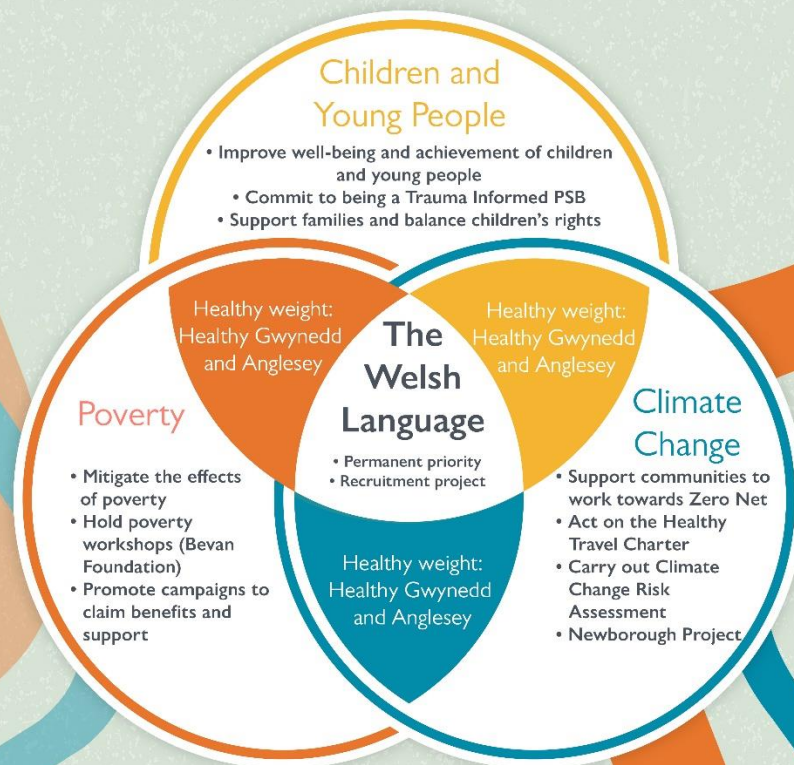 Children and
Young People
• Improve well-being and achievement of children
and young people
• Commit to being a Trauma Informed PSB
• Support families and balance children's rights
Healthy weight:
Healthy Gwynedd
and Anglesey
The
Welsh
Language
• Permanent priority
• Recruitment project
Healthy weight:
Healthy Gwynedd
and Anglesey
Poverty
• Mitigate the effects
of poverty
• Hold poverty
workshops (Bevan
Foundation)
• Promote campaigns to
claim benefits and
support
Climate
Change
• Support communities to
work towards Zero Net
• Act on the Healthy
Travel Charter
• Carry out Climate
Change Risk
Assessment
• Newborough Project
Healthy weight:
Healthy Gwynedd
and Anglesey